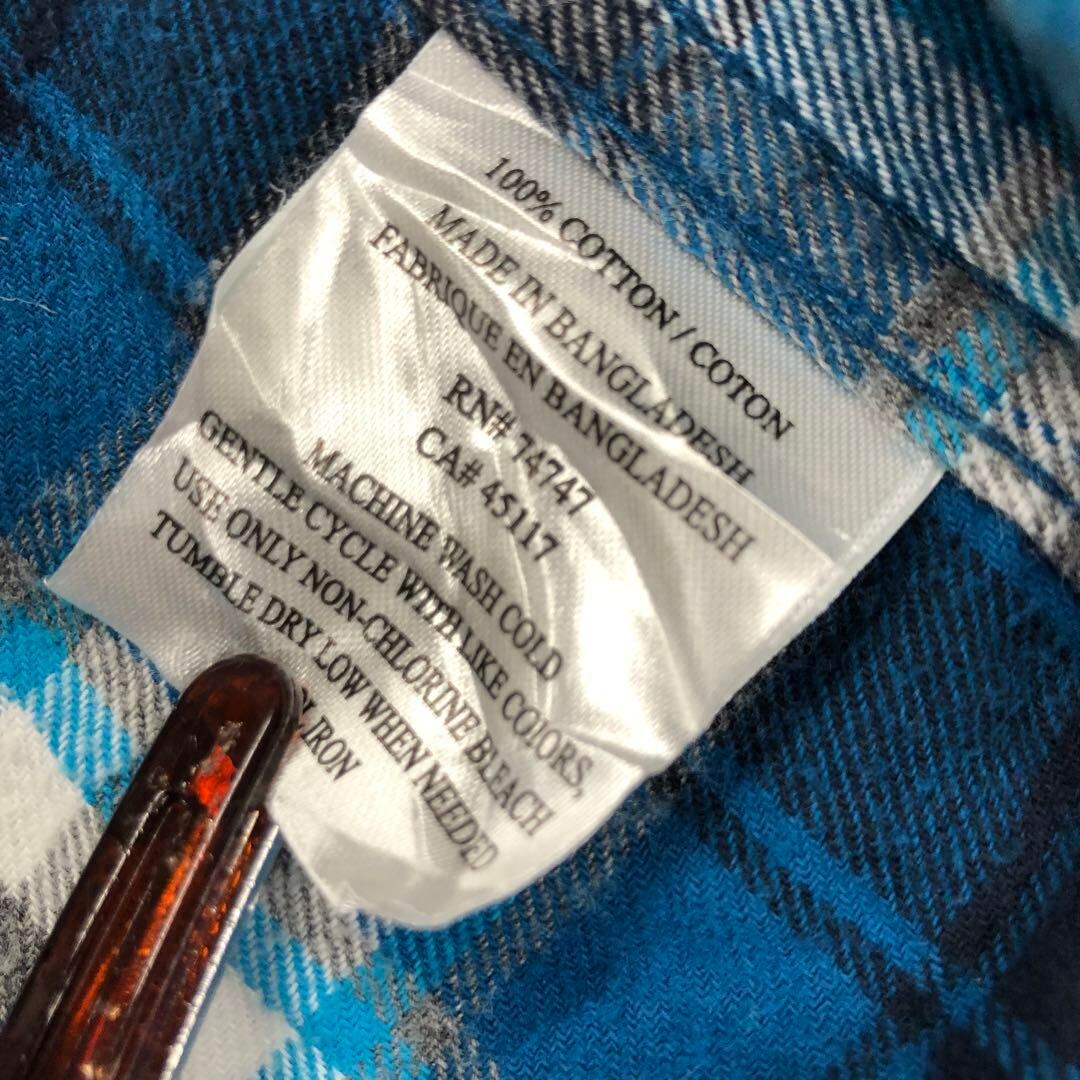 100% COTTON / COTON
MADE IN BANGLADESH
FABRIQUE EN BANGLADESH
RN# 74747
CA# 45117
MACHINE WASH COLD
GENTLE CYCLE WITH LIKE COLORS,
USE ONLY NON-CHLORINE BLEACH
TUMBLE DRY LOW WHEN NEEDED
IRON